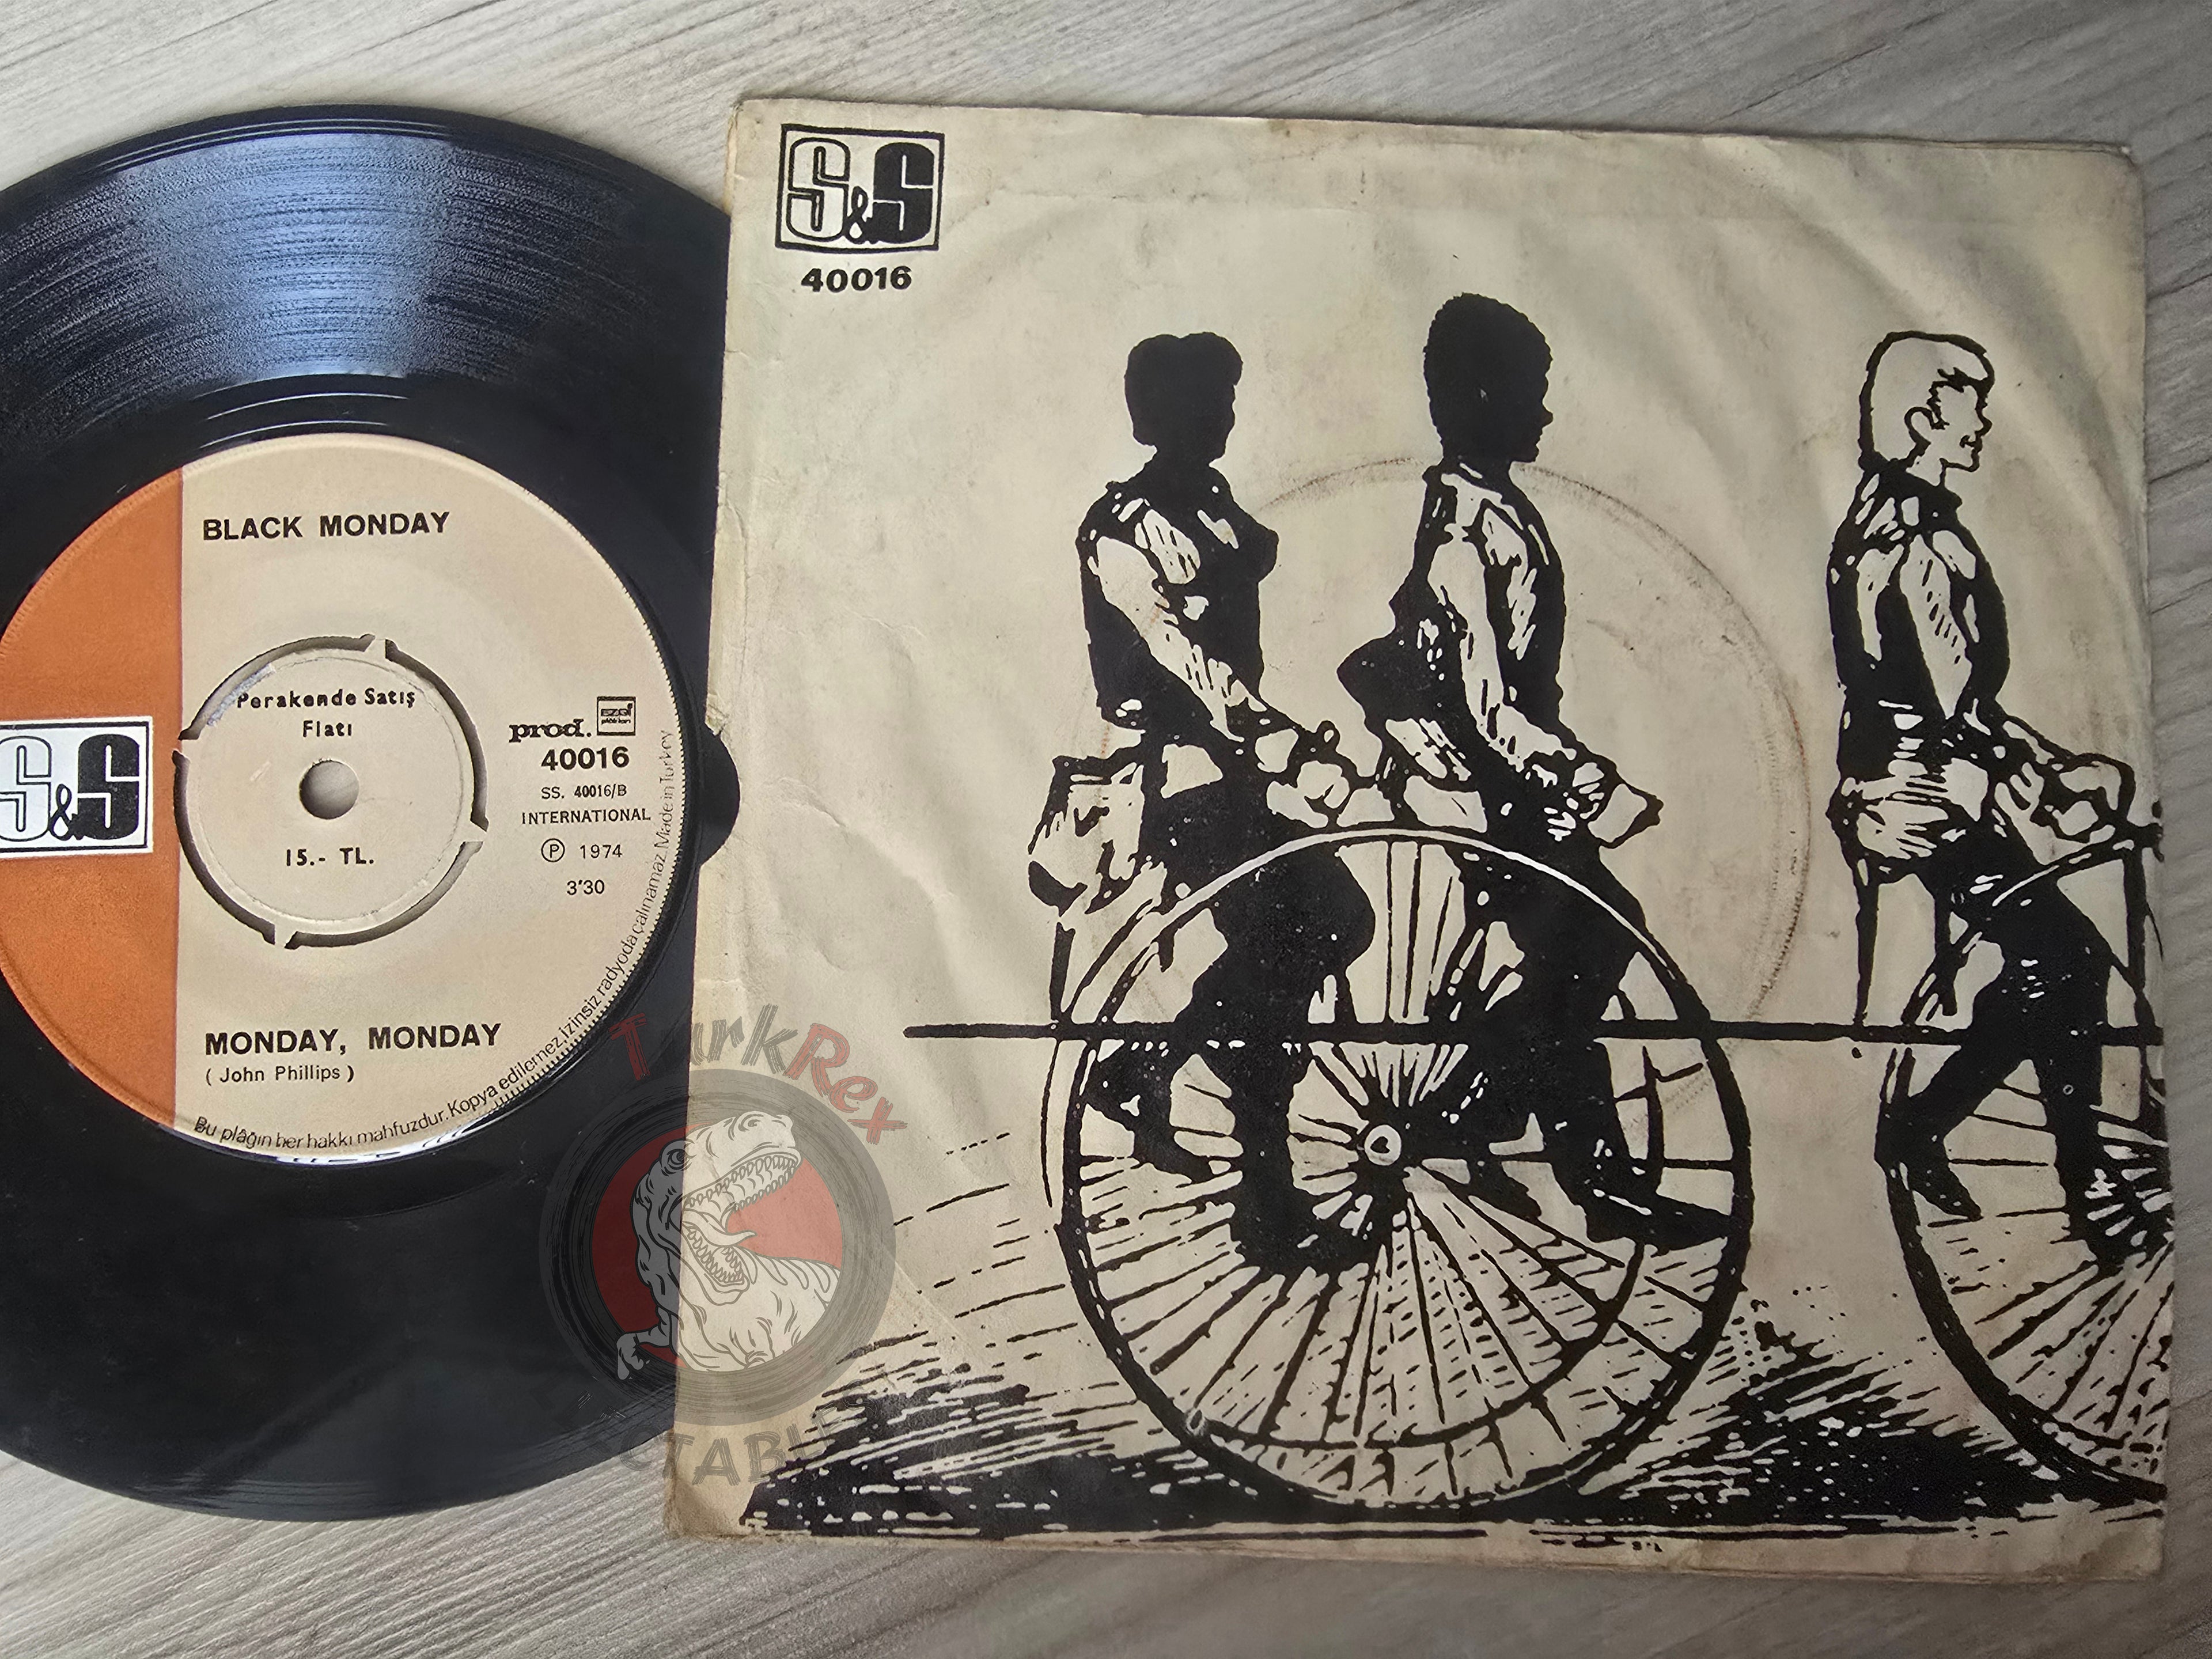 S&S
40016
BLACK MONDAY
Perakende Satış
Fiatı
15.- TL.
prod.
40016
SS. 40016/B
INTERNATIONAL
Ⓟ 1974
3'30
S&S
MONDAY, MONDAY
( John Phillips )
Bu plâğın her hakkı mahfuzdur. Kopya edilemez, İzinsiz radyoda çalınamaz. Made in Turkey
TurkRex